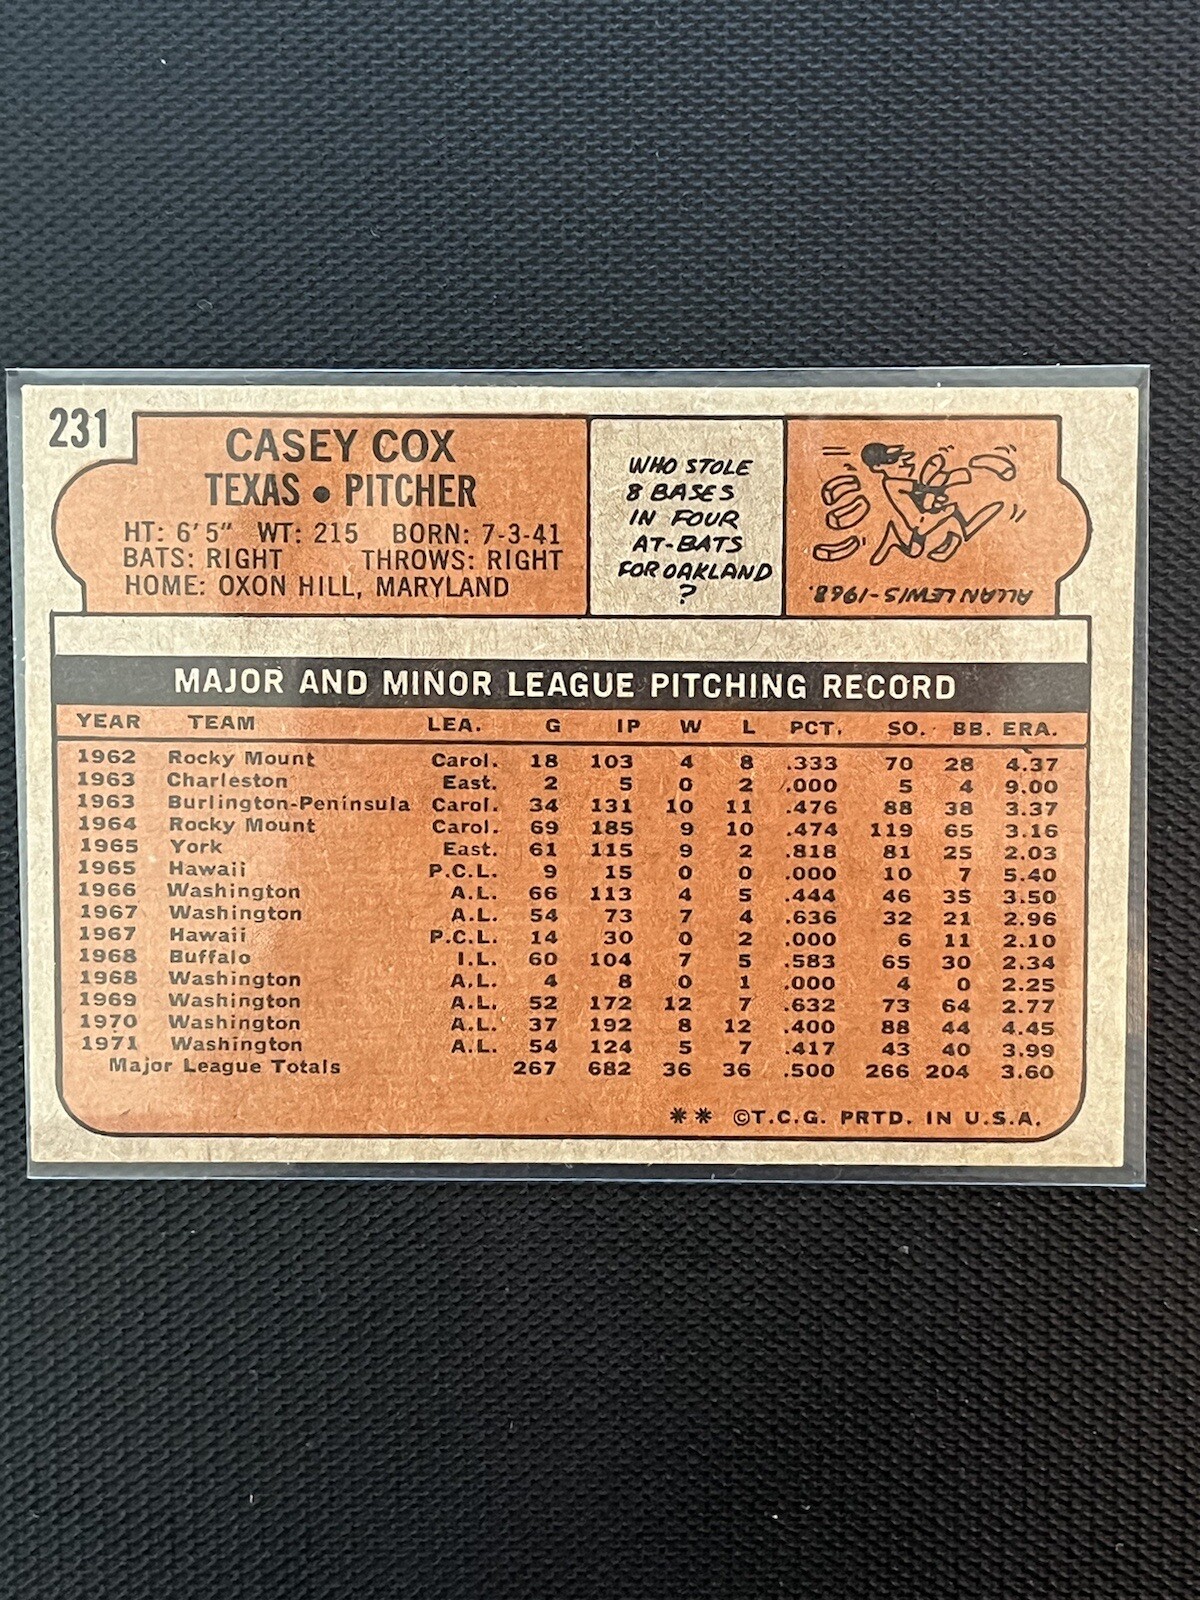 231
CASEY COX
TEXAS • PITCHER
HT: 6'5" WT: 215 BORN: 7-3-41
BATS: RIGHT THROWS: RIGHT
HOME: OXON HILL, MARYLAND
WHO STOLE
8 BASES
IN FOUR
AT-BATS
FOR OAKLAND
?
ALLAN LEWIS-1968.
MAJOR AND MINOR LEAGUE PITCHING RECORD
YEAR TEAM LEA. G IP W L PCT. SO. BB. ERA.
1962 Rocky Mount Carol. 18 103 4 8 .333 70 28 4.37
1963 Charleston East. 2 5 0 2 .000 5 4 9.00
1963 Burlington-Peninsula Carol. 34 131 10 11 .476 88 38 3.37
1964 Rocky Mount Carol. 69 185 9 10 .474 119 65 3.16
1965 York East. 61 115 9 2 .818 81 25 2.03
1965 Hawaii P.C.L. 9 15 0 0 .000 10 7 5.40
1966 Washington A.L. 66 113 4 5 .444 46 35 3.50
1967 Washington A.L. 54 73 7 4 .636 32 21 2.96
1967 Hawaii P.C.L. 14 30 0 2 .000 6 11 2.10
1968 Buffalo I.L. 60 104 7 5 .583 65 30 2.34
1968 Washington A.L. 4 8 0 1 .000 4 0 2.25
1969 Washington A.L. 52 172 12 7 .632 73 64 2.77
1970 Washington A.L. 37 192 8 12 .400 88 44 4.45
1971 Washington A.L. 54 124 5 7 .417 43 40 3.99
Major League Totals 267 682 36 36 .500 266 204 3.60
** ©T.C.G. PRTD. IN U.S.A.